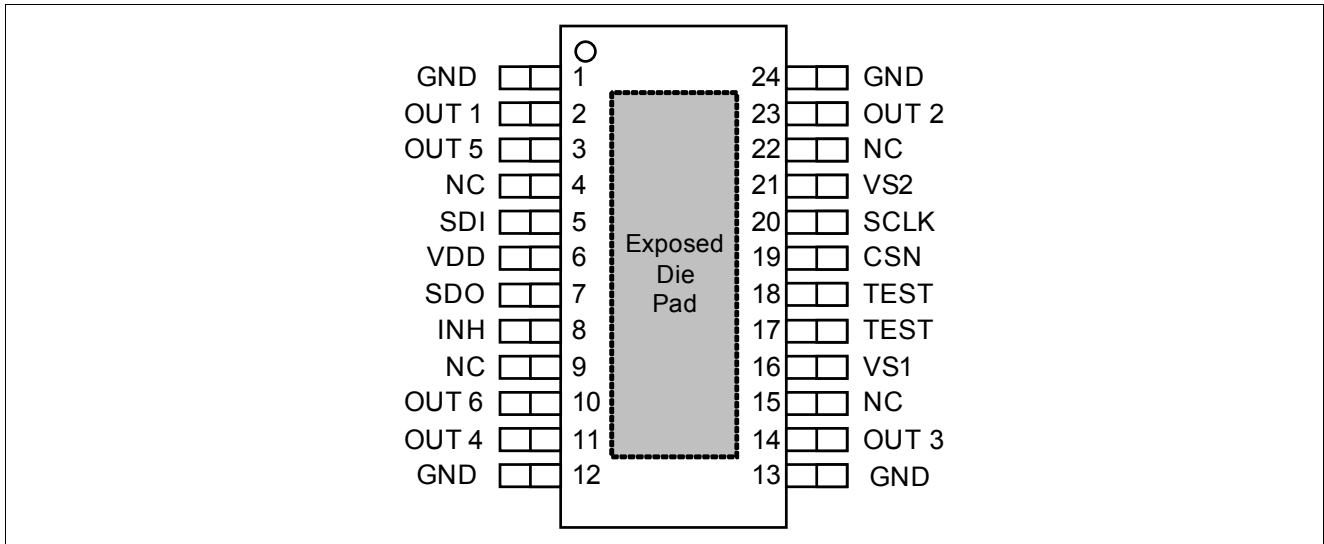 GND 1 24 GND
OUT 1 2 23 OUT 2
OUT 5 3 22 NC
NC 4 21 VS2
SDI 5 20 SCLK
VDD 6 19 CSN
SDO 7 18 TEST
INH 8 17 TEST
NC 9 16 VS1
OUT 6 10 15 NC
OUT 4 11 14 OUT 3
GND 12 13 GND
Exposed
Die
Pad